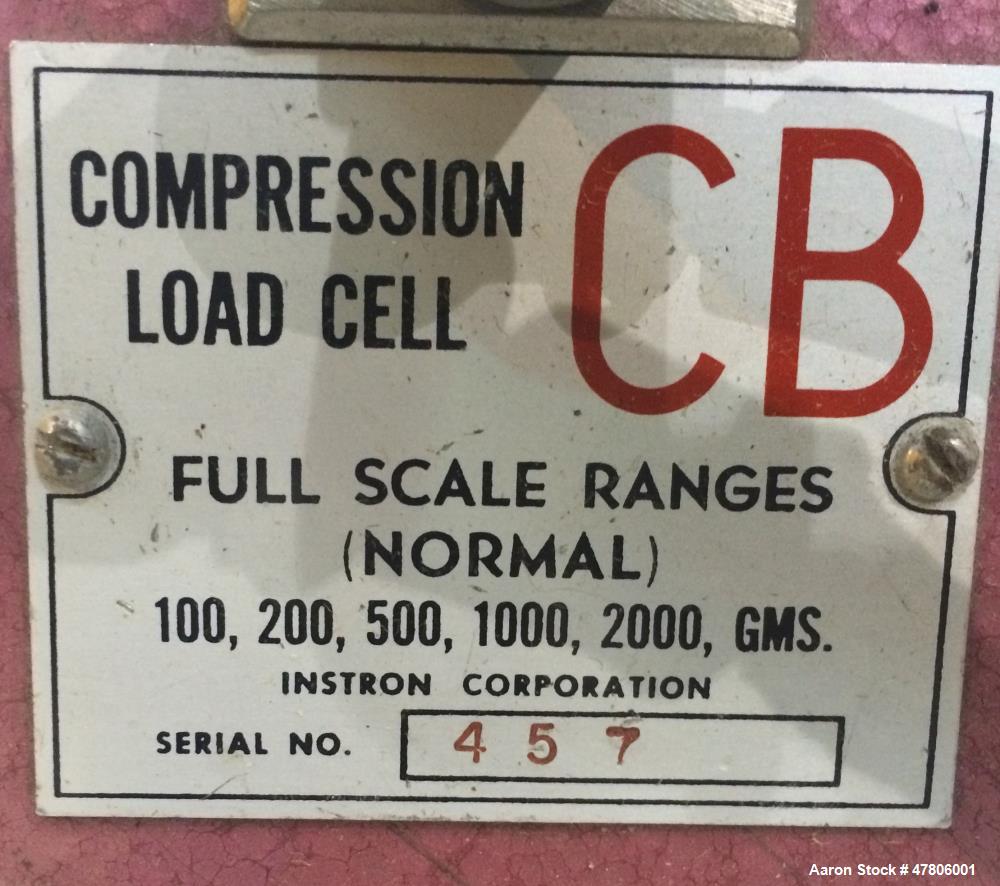 COMPRESSION
LOAD CELL
CB
FULL SCALE RANGES
(NORMAL)
100, 200, 500, 1000, 2000, GMS.
INSTRON CORPORATION
SERIAL NO. 457
Aaron Stock # 47806001